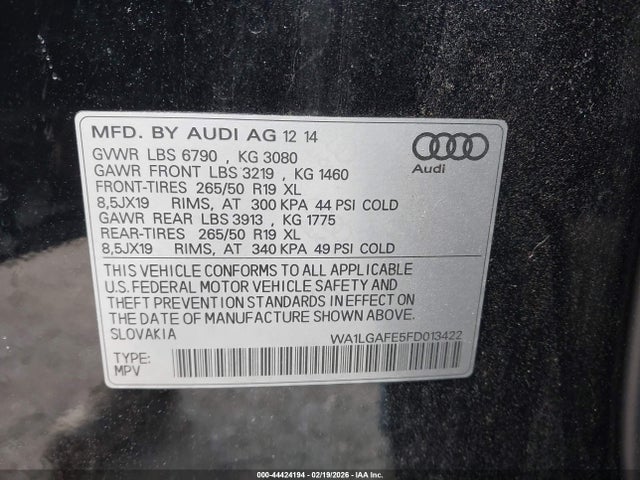 MFD. BY AUDI AG 12 14
GVWR LBS 6790 , KG 3080
GAWR FRONT LBS 3219 , KG 1460
FRONT-TIRES 265/50 R19 XL
8,5JX19 RIMS, AT 300 KPA 44 PSI COLD
GAWR REAR LBS 3913 , KG 1775
REAR-TIRES 265/50 R19 XL
8,5JX19 RIMS, AT 340 KPA 49 PSI COLD
Audi
THIS VEHICLE CONFORMS TO ALL APPLICABLE
U.S. FEDERAL MOTOR VEHICLE SAFETY AND
THEFT PREVENTION STANDARDS IN EFFECT ON
THE DATE OF MANUFACTURE SHOWN ABOVE.
SLOVAKIA WA1LGAFE5FD013422
TYPE:
MPV
000-44424194 - 02/19/2026 - IAA Inc.